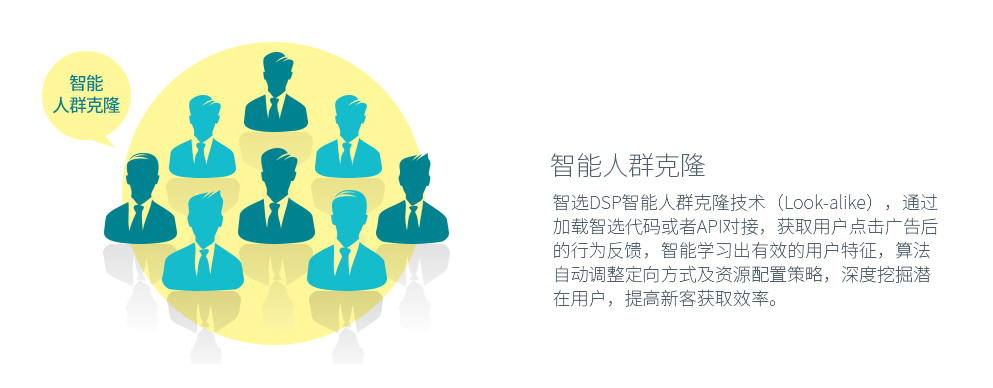 智能
人群克隆
智能人群克隆
智选DSP智能人群克隆技术（Look-alike），通过
加载智选代码或者API对接，获取用户点击广告后
的行为反馈，智能学习出有效的用户特征，算法
自动调整定向方式及资源配置策略，深度挖掘潜
在用户，提高新客获取效率。